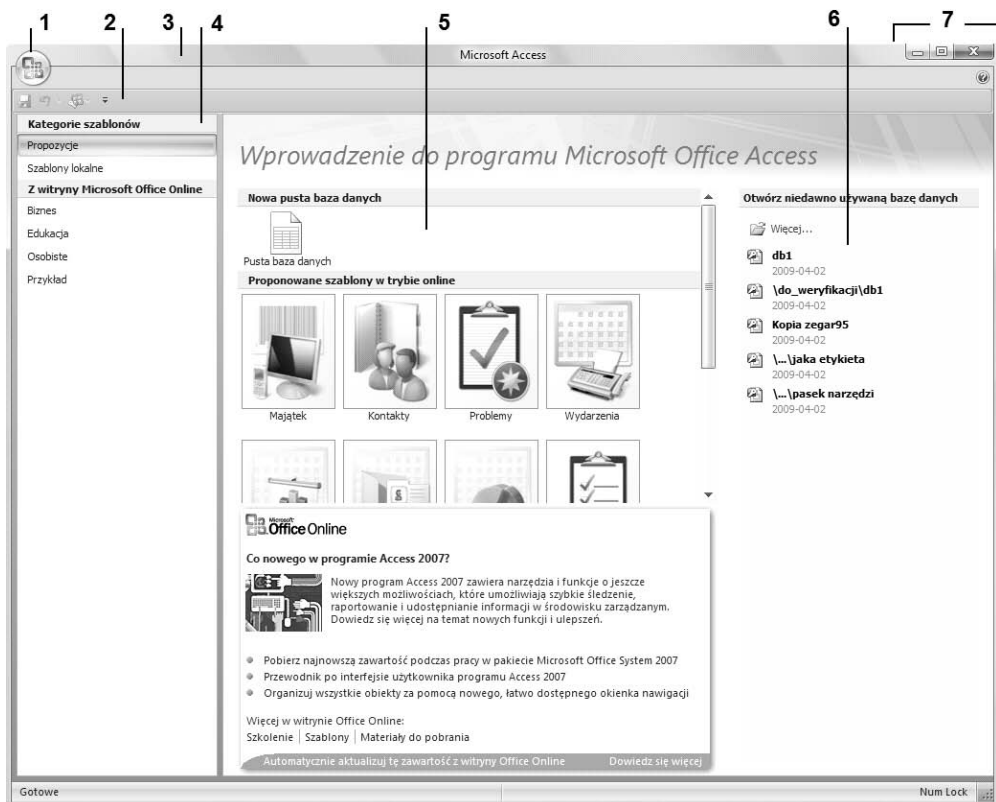 1 2 3 4 5 6 7
Microsoft Access
Kategorie szablonów
Propozycje
Szablony lokalne
Z witryny Microsoft Office Online
Biznes
Edukacja
Osobiste
Przykład
Wprowadzenie do programu Microsoft Office Access
Nowa pusta baza danych
Pusta baza danych
Proponowane szablony w trybie online
Majątek
Kontakty
Problemy
Wydarzenia
Microsoft
Office Online
Co nowego w programie Access 2007?
Nowy program Access 2007 zawiera narzędzia i funkcje o jeszcze
większych możliwościach, które umożliwiają szybkie śledzenie,
raportowanie i udostępnianie informacji w środowisku zarządzanym.
Dowiedz się więcej na temat nowych funkcji i ulepszeń.
Pobierz najnowszą zawartość podczas pracy w pakiecie Microsoft Office System 2007
Przewodnik po interfejsie użytkownika programu Access 2007
Organizuj wszystkie obiekty za pomocą nowego, łatwo dostępnego okienka nawigacji
Więcej w witrynie Office Online:
Szkolenie | Szablony | Materiały do pobrania
Automatycznie aktualizuj tę zawartość z witryny Office Online Dowiedz się więcej
Otwórz niedawno używaną bazę danych
Więcej...
db1
2009-04-02
\do_weryfikacji\db1
2009-04-02
Kopia zegar95
2009-04-02
\...\jaka etykieta
2009-04-02
\...\pasek narzędzi
2009-04-02
Gotowe
Num Lock